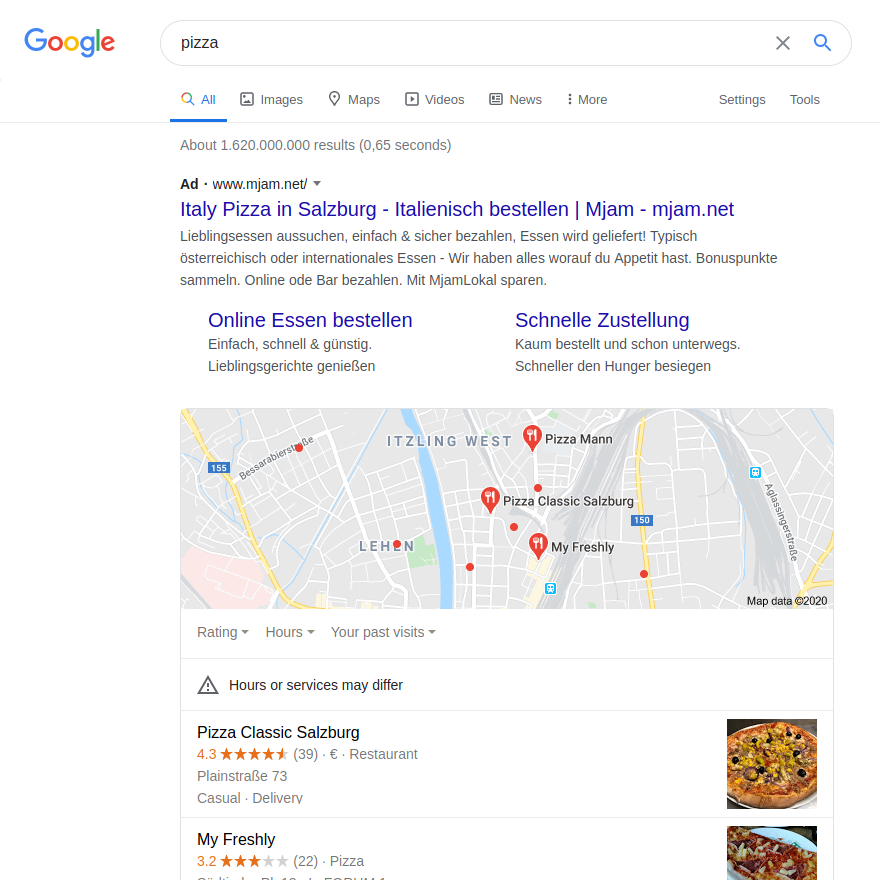 Google
pizza
All Images Maps Videos News More Settings Tools
About 1.620.000.000 results (0,65 seconds)
Ad · www.mjam.net/
Italy Pizza in Salzburg - Italienisch bestellen | Mjam - mjam.net
Lieblingsessen aussuchen, einfach & sicher bezahlen, Essen wird geliefert! Typisch
österreichisch oder internationales Essen - Wir haben alles worauf du Appetit hast. Bonuspunkte
sammeln. Online ode Bar bezahlen. Mit MjamLokal sparen.
Online Essen bestellen
Einfach, schnell & günstig.
Lieblingsgerichte genießen
Schnelle Zustellung
Kaum bestellt und schon unterwegs.
Schneller den Hunger besiegen
ITZLING WEST
Pizza Mann
Bessarabierstraße
155
Pizza Classic Salzburg
150
Aglassingerstraße
LEHEN
My Freshly
Map data ©2020
Rating Hours Your past visits
Hours or services may differ
Pizza Classic Salzburg
4.3 (39) · € · Restaurant
Plainstraße 73
Casual · Delivery
My Freshly
3.2 (22) · Pizza